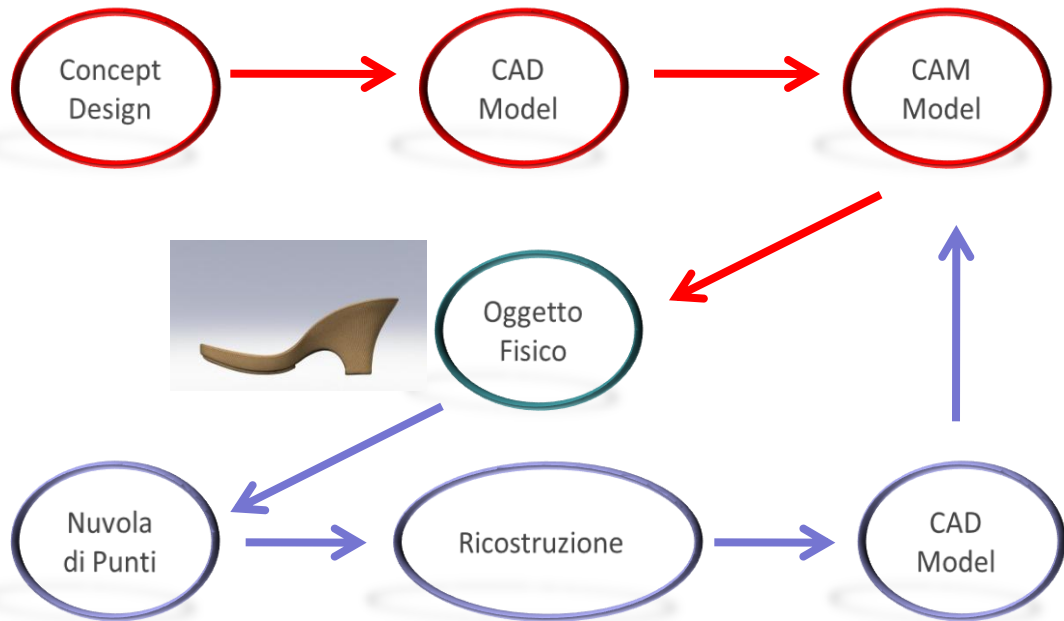 Concept
Design
CAD
Model
CAM
Model
Oggetto
Fisico
Nuvola
di Punti
Ricostruzione
CAD
Model